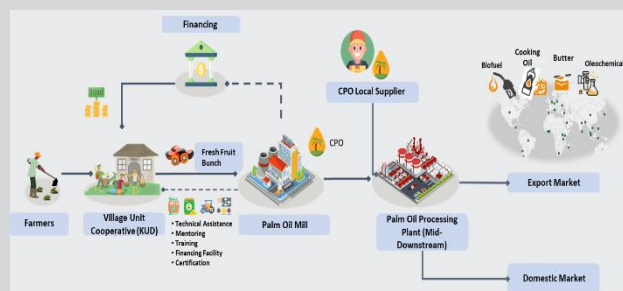 Financing
CPO Local Supplier
Biofuel
Cooking
Oil
Butter
Oleochemical
Fresh Fruit
Bunch
CPO
Farmers
Village Unit
Cooperative (KUD)
• Technical Assistance
• Mentoring
• Training
• Financing Facility
• Certification
Palm Oil Mill
Palm Oil Processing
Plant (Mid-
Downstream)
Export Market
Domestic Market